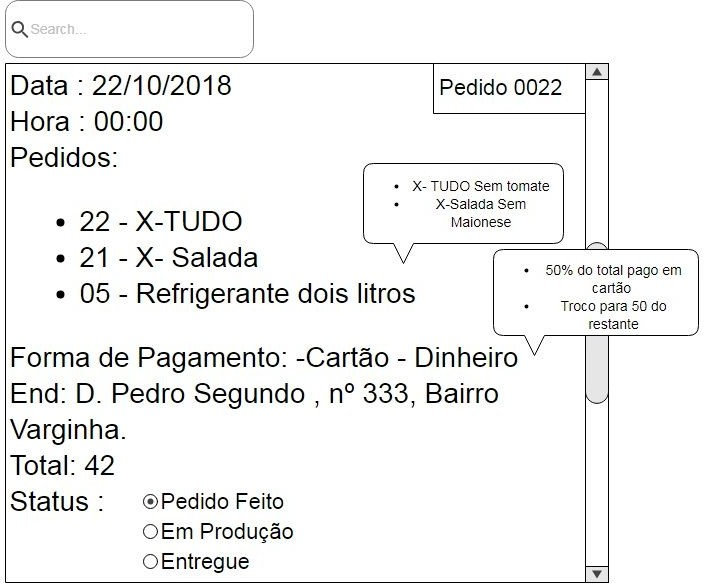 Search...
Data : 22/10/2018
Pedido 0022
Hora : 00:00
Pedidos:
• X- TUDO Sem tomate
• X-Salada Sem
Maionese
• 22 - X-TUDO
• 21 - X- Salada
• 05 - Refrigerante dois litros
• 50% do total pago em
cartão
• Troco para 50 do
restante
Forma de Pagamento: -Cartão - Dinheiro
End: D. Pedro Segundo , nº 333, Bairro
Varginha.
Total: 42
Status :
Pedido Feito
Em Produção
Entregue